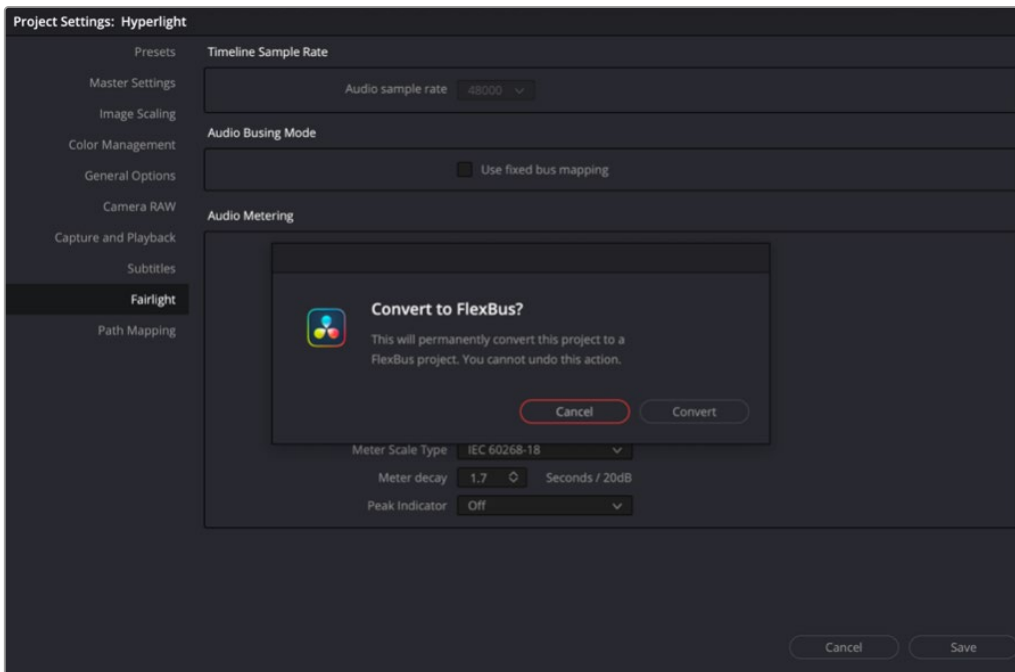 Project Settings: Hyperlight
Presets
Master Settings
Image Scaling
Color Management
General Options
Camera RAW
Capture and Playback
Subtitles
Fairlight
Path Mapping
Timeline Sample Rate
Audio sample rate 48000
Audio Busing Mode
Use fixed bus mapping
Audio Metering
Convert to FlexBus?
This will permanently convert this project to a
FlexBus project. You cannot undo this action.
Cancel Convert
Meter Scale Type IEC 60268-18
Meter decay 1.7 Seconds / 20dB
Peak Indicator Off
Cancel Save